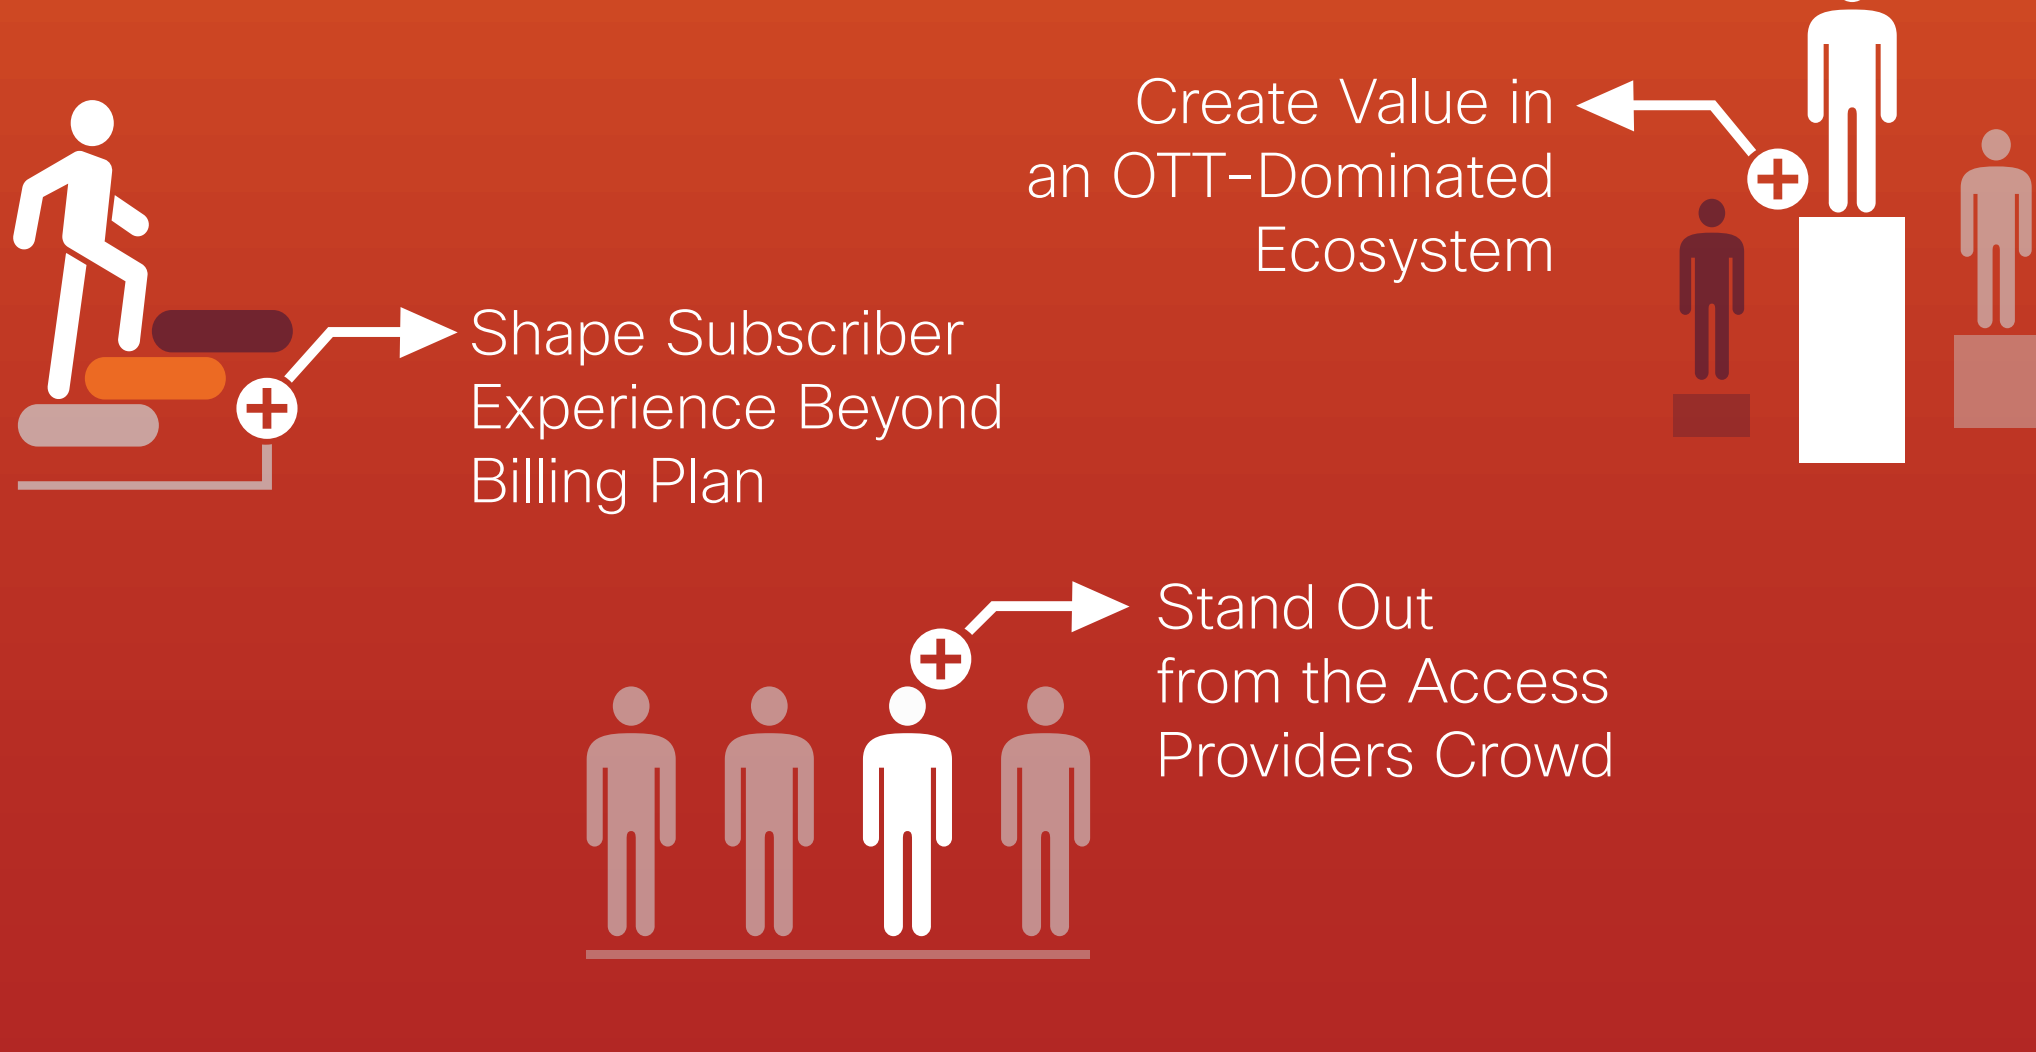 Create Value in
an OTT-Dominated
Ecosystem
Shape Subscriber
Experience Beyond
Billing Plan
Stand Out
from the Access
Providers Crowd